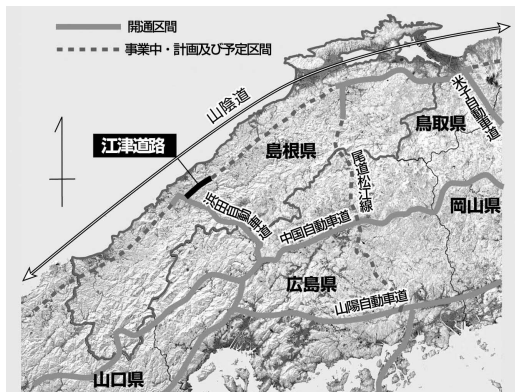 開通区間
事業中・計画及び予定区間
山陰道
米子自動車道
鳥取県
江津道路
島根県
尾道松江線
浜田自動車道
中国自動車道
岡山県
広島県
山陽自動車道
山口県